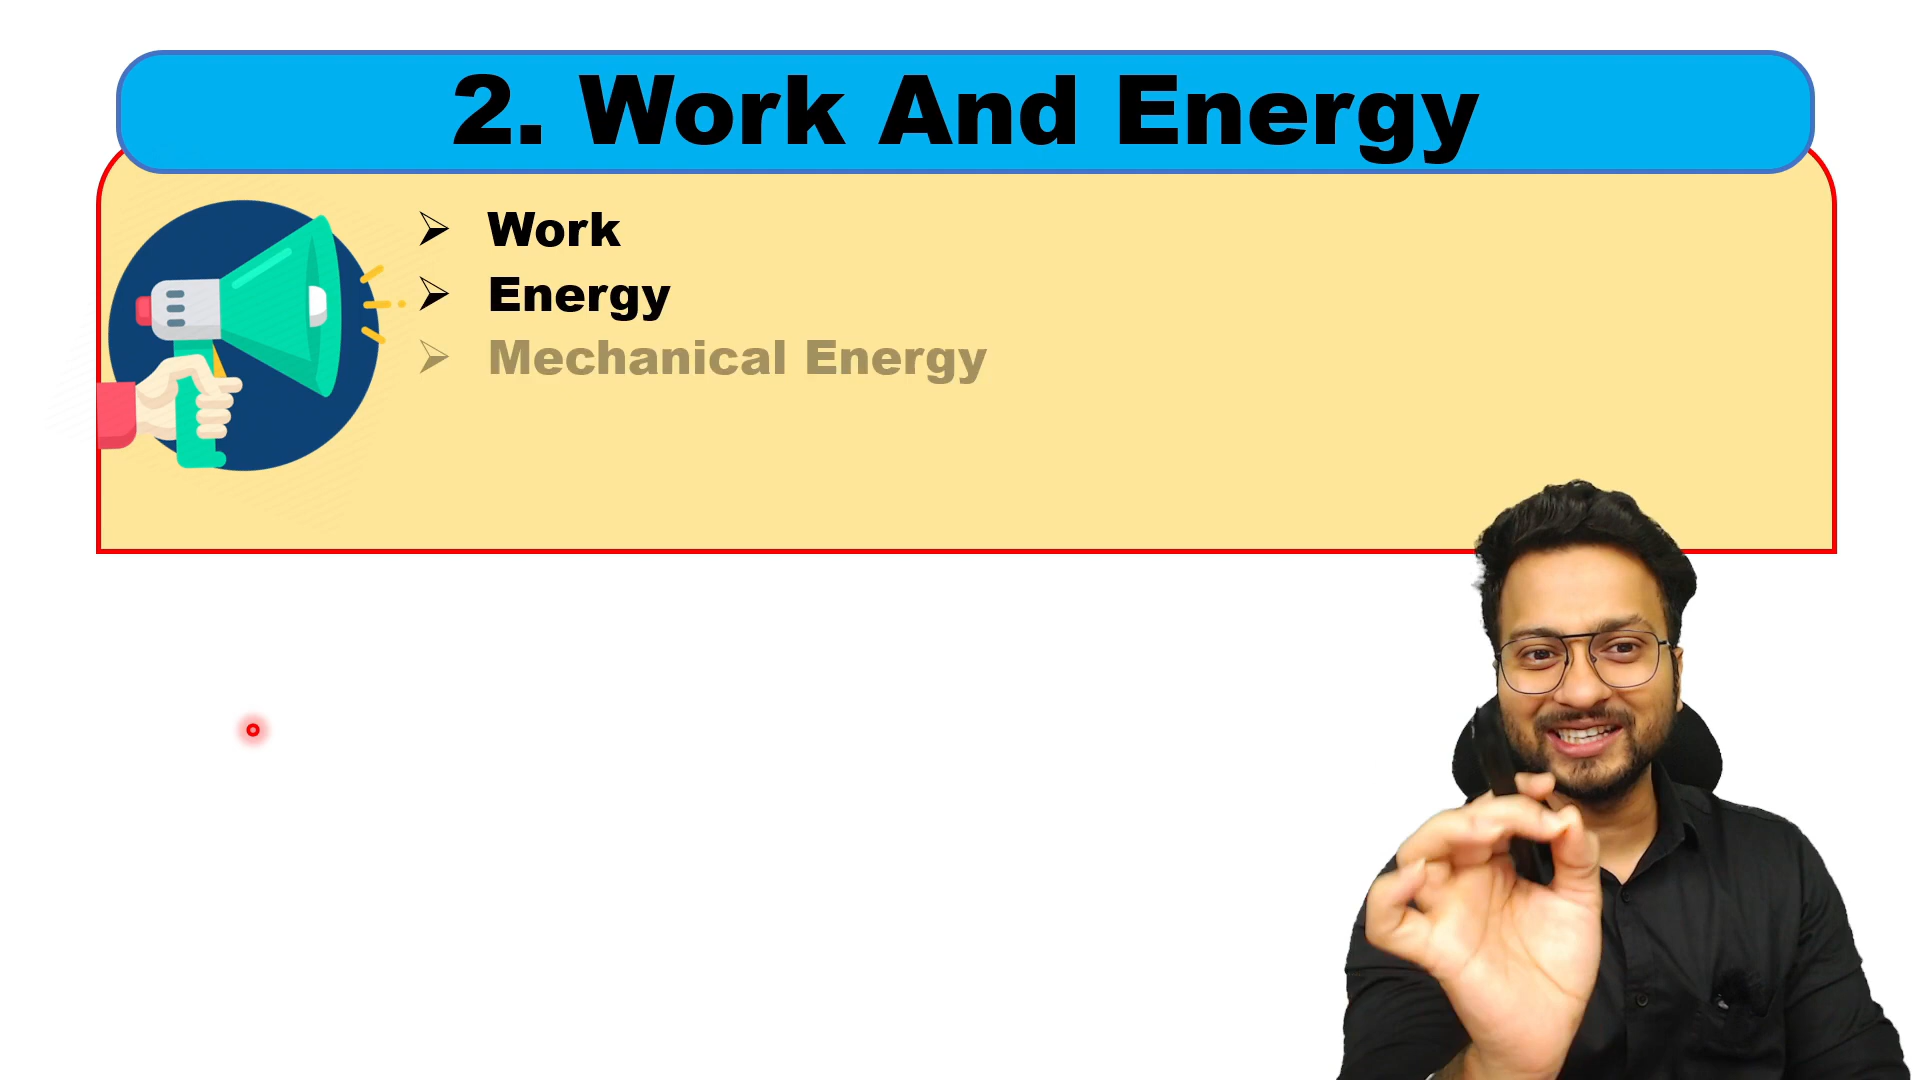 2. Work And Energy
➢ Work
➢ Energy
➢ Mechanical Energy